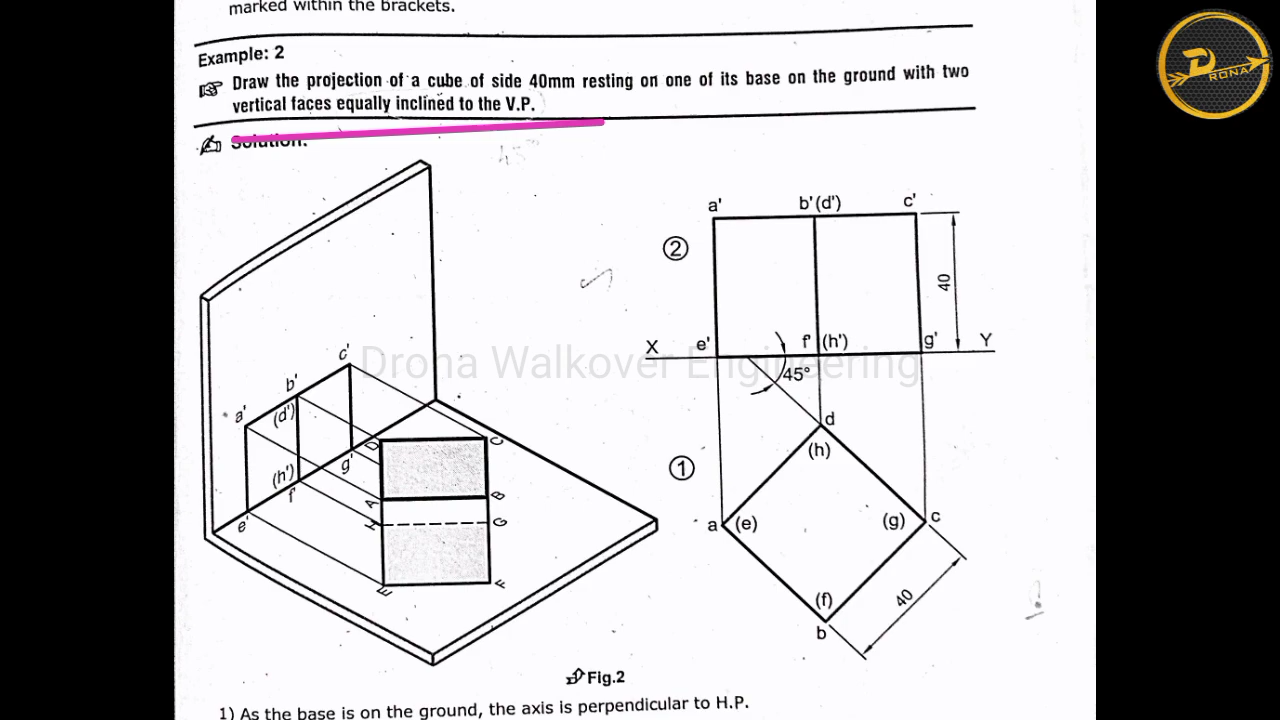 marked within the brackets.
Example: 2
Draw the projection of a cube of side 40mm resting on one of its base on the ground with two
vertical faces equally inclined to the V.P.
Solution:
a' b'(d') c'
②
40
X e' f' (h') g' Y
45°
Drona Walkover Engineering
c'
b'
a'
(d')
(h')
g'
f'
e'
D C
A B
H G
E F
①
d
(h)
a (e) (g) c
(f)
b
40
Fig.2
1) As the base is on the ground, the axis is perpendicular to H.P.
DRONA